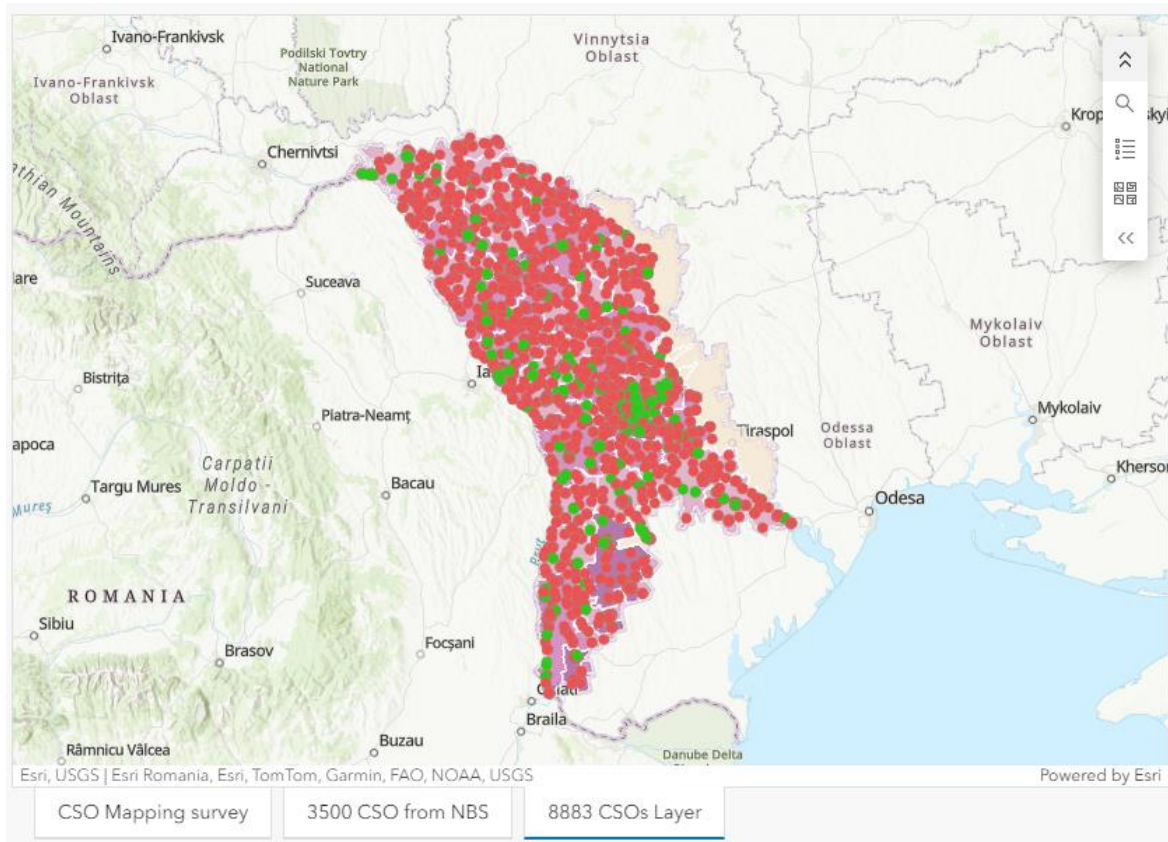 Ivano-Frankivsk
Podilski Tovtry
National
Nature Park
Vinnytsia
Oblast
Ivano-Frankivsk
Oblast
Chernivtsi
Suceava
Mykolaiv
Oblast
Bistrița
Piatra-Neamț
Mykolaiv
Tiraspol
Odessa
Oblast
Carpatii
Moldo -
Transilvani
Targu Mures
Bacau
Mureş
Odesa
Prut
ROMANIA
Sibiu
Brasov
Focșani
Braila
Buzau
Râmnicu Vâlcea
Danube Delta
Esri, USGS | Esri Romania, Esri, TomTom, Garmin, FAO, NOAA, USGS
Powered by Esri
CSO Mapping survey
3500 CSO from NBS
8883 CSOs Layer